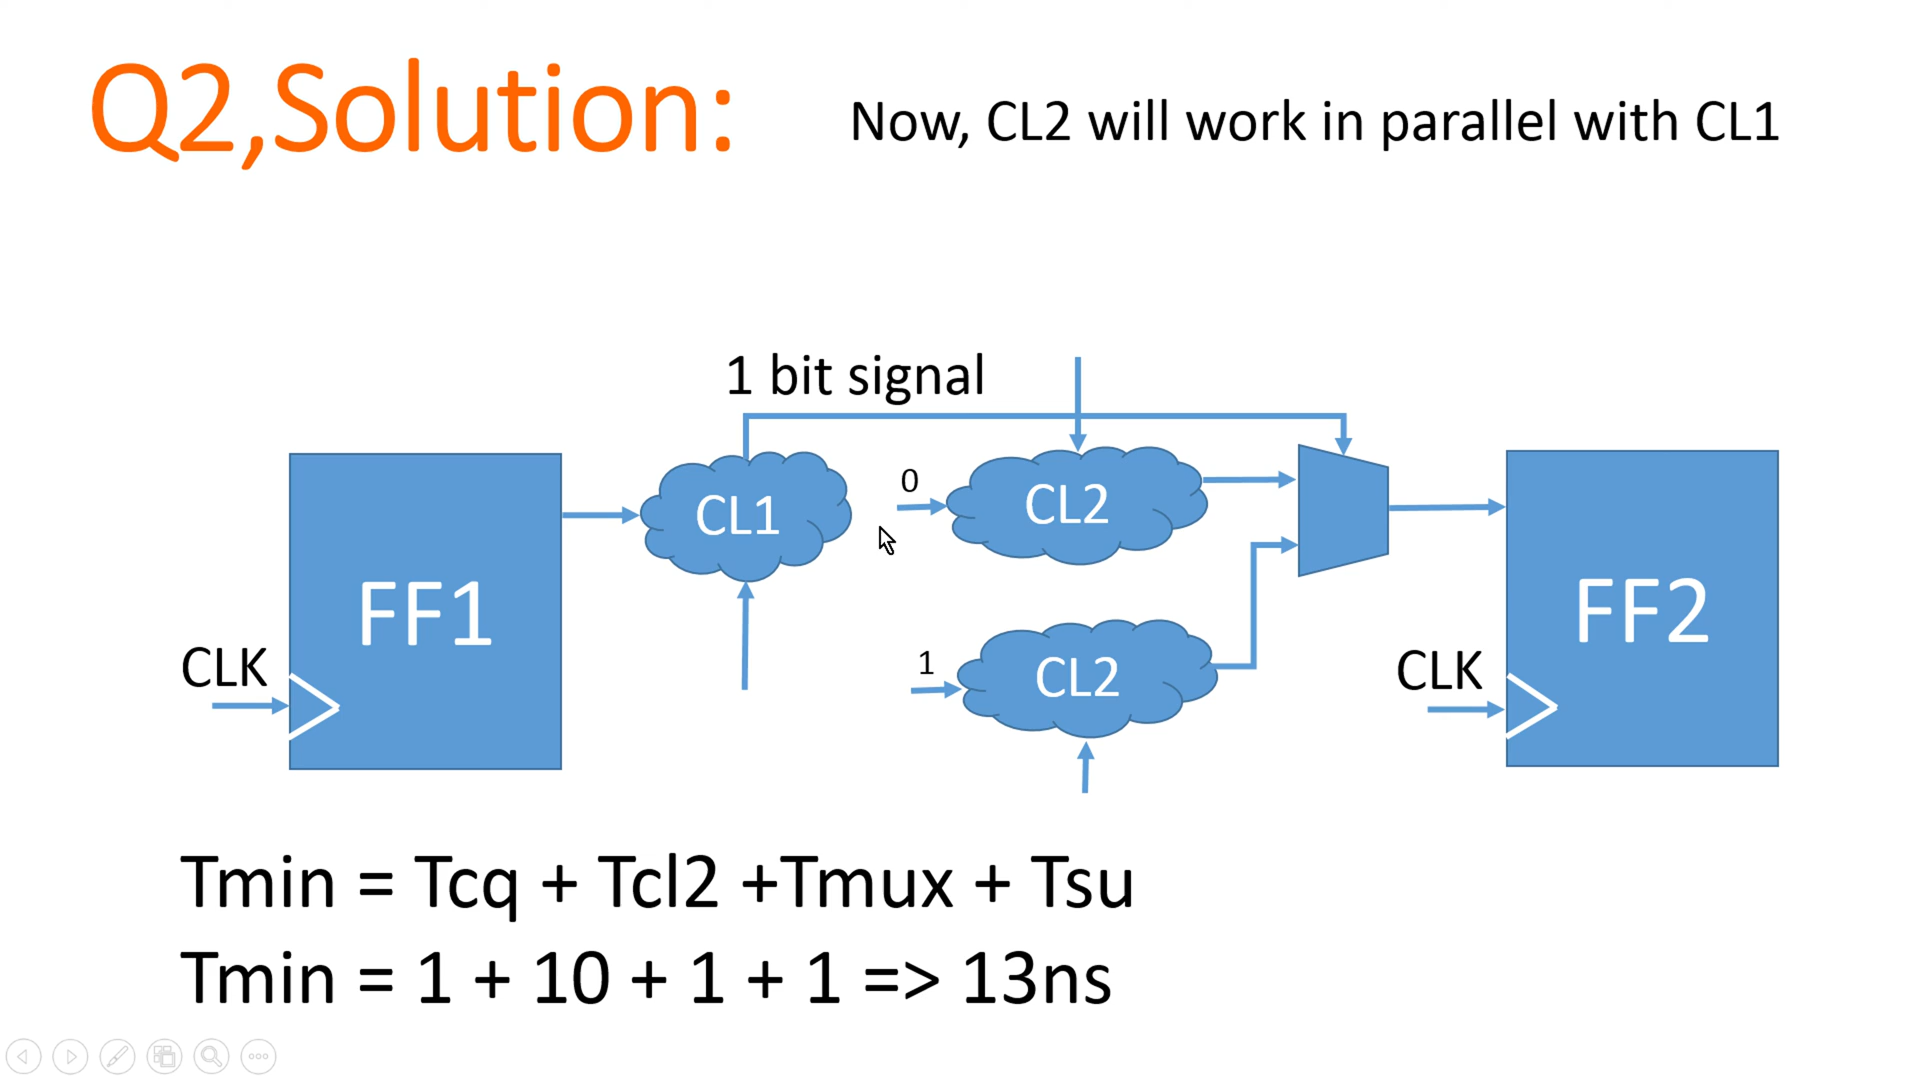 Q2,Solution:
Now, CL2 will work in parallel with CL1
1 bit signal
0
CL1
CL2
FF1
FF2
CLK
1
CL2
CLK
Tmin = Tcq + Tcl2 +Tmux + Tsu
Tmin = 1 + 10 + 1 + 1 => 13ns